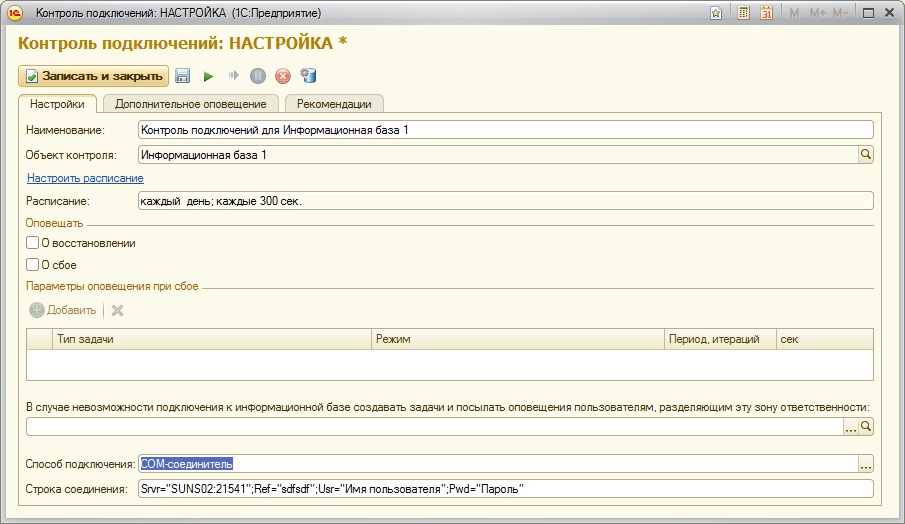 Контроль подключений: НАСТРОЙКА (1С:Предприятие)
M M+ M-
Контроль подключений: НАСТРОЙКА *
Записать и закрыть
Настройки Дополнительное оповещение Рекомендации
Наименование: Контроль подключений для Информационная база 1
Объект контроля: Информационная база 1
Настроить расписание
Расписание: каждый день; каждые 300 сек.
Оповещать
О восстановлении
О сбое
Параметры оповещения при сбое
Добавить
Тип задачи Режим Период, итераций сек
В случае невозможности подключения к информационной базе создавать задачи и посылать оповещения пользователям, разделяющим эту зону ответственности:
...
Способ подключения: COM-соединитель ...
Строка соединения: Srvr="SUNS02:21541";Ref="sdfsdf";Usr="Имя пользователя";Pwd="Пароль"